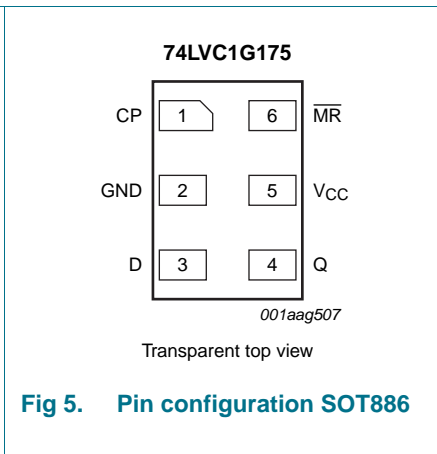 74LVC1G175
CP 1 6 M̅R̅
GND 2 5 VCC
D 3 4 Q
001aag507
Transparent top view
Fig 5. Pin configuration SOT886